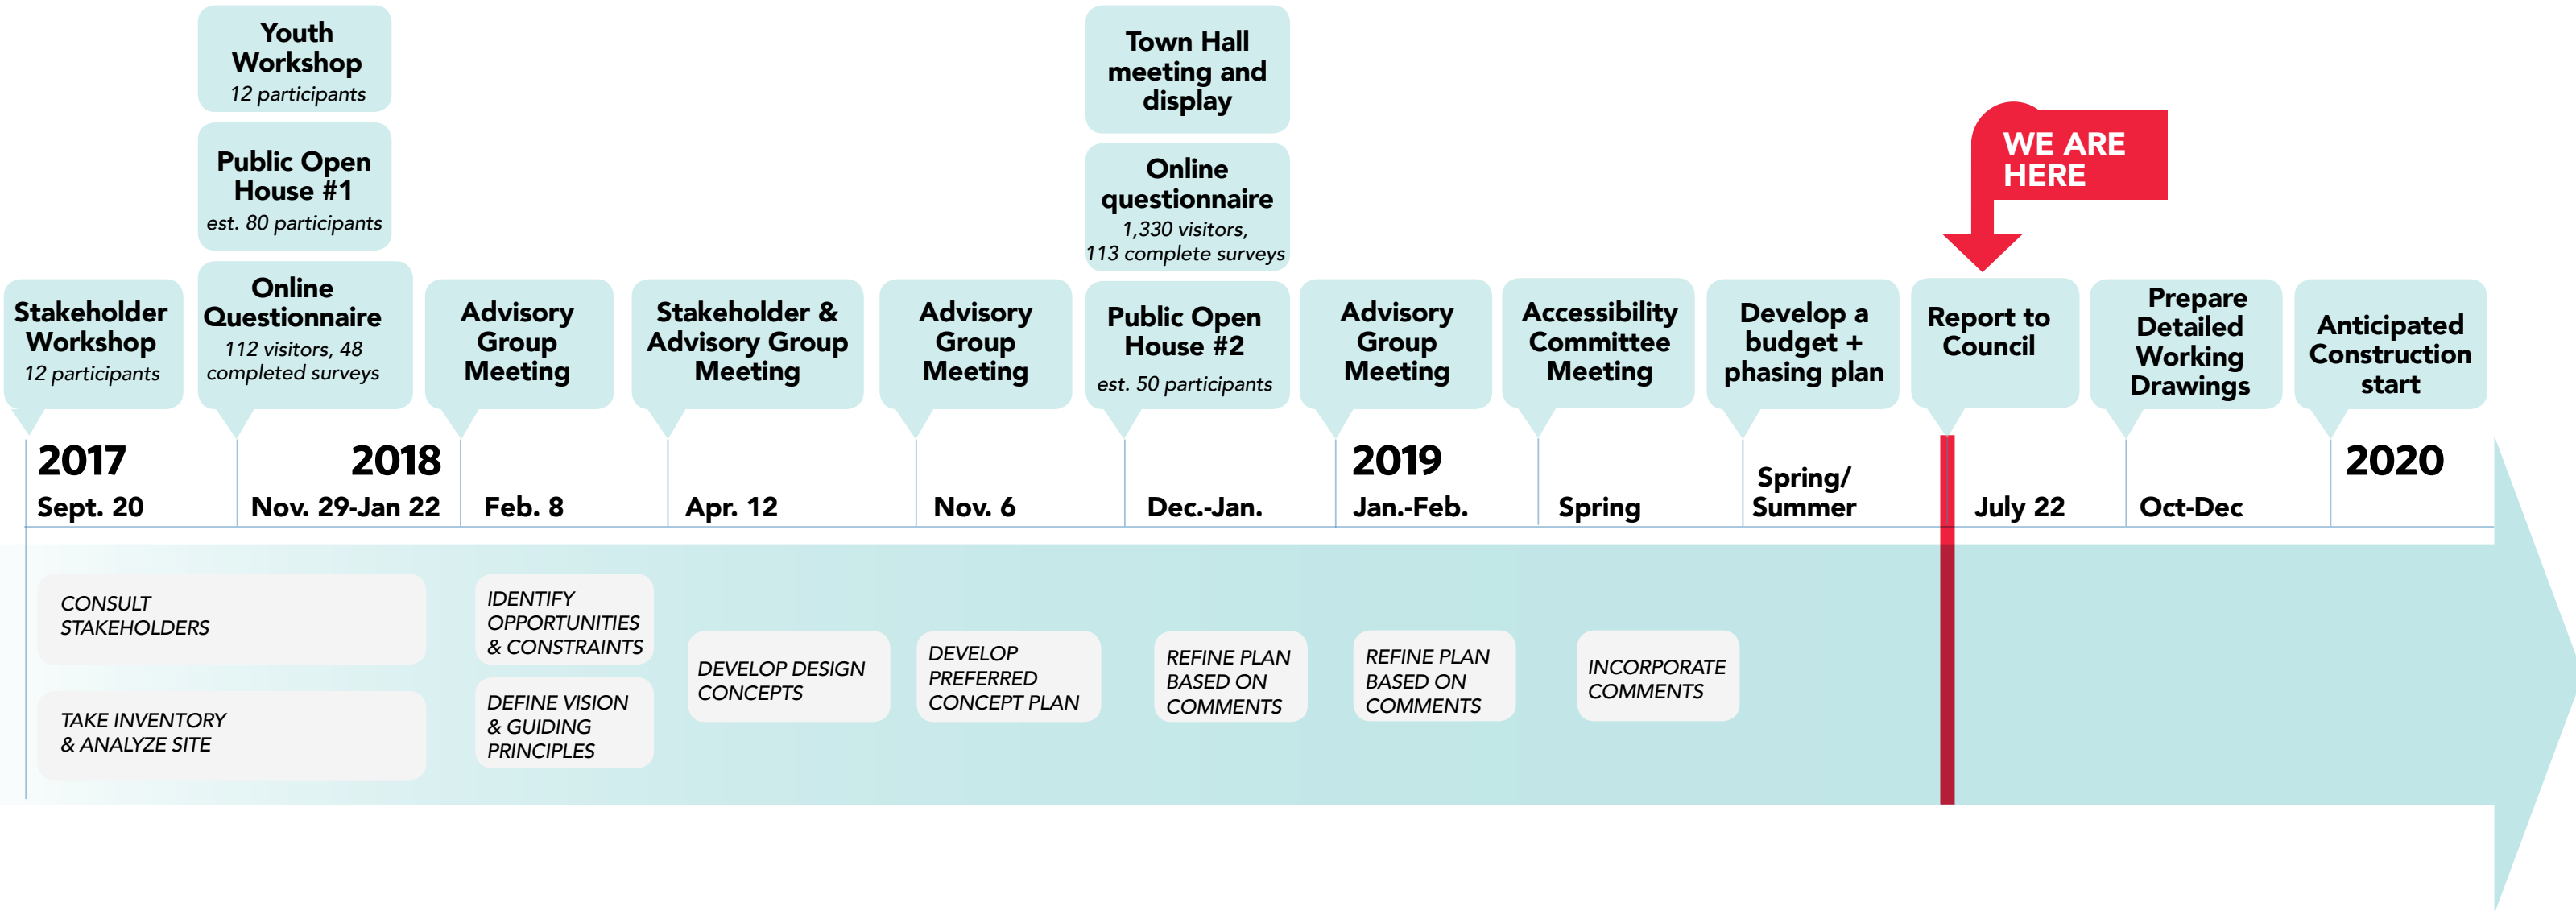 Youth
Workshop
12 participants
Public Open
House #1
est. 80 participants
Town Hall
meeting and
display
Online
questionnaire
1,330 visitors,
113 complete surveys
WE ARE
HERE
Stakeholder
Workshop
12 participants
Online
Questionnaire
112 visitors, 48
completed surveys
Advisory
Group
Meeting
Stakeholder &
Advisory Group
Meeting
Advisory
Group
Meeting
Public Open
House #2
est. 50 participants
Advisory
Group
Meeting
Accessibility
Committee
Meeting
Develop a
budget +
phasing plan
Report to
Council
Prepare
Detailed
Working
Drawings
Anticipated
Construction
start
2017
Sept. 20
2018
Nov. 29-Jan 22
Feb. 8
Apr. 12
Nov. 6
Dec.-Jan.
2019
Jan.-Feb.
Spring
Spring/
Summer
July 22
Oct-Dec
2020
CONSULT
STAKEHOLDERS
TAKE INVENTORY
& ANALYZE SITE
IDENTIFY
OPPORTUNITIES
& CONSTRAINTS
DEFINE VISION
& GUIDING
PRINCIPLES
DEVELOP DESIGN
CONCEPTS
DEVELOP
PREFERRED
CONCEPT PLAN
REFINE PLAN
BASED ON
COMMENTS
REFINE PLAN
BASED ON
COMMENTS
INCORPORATE
COMMENTS